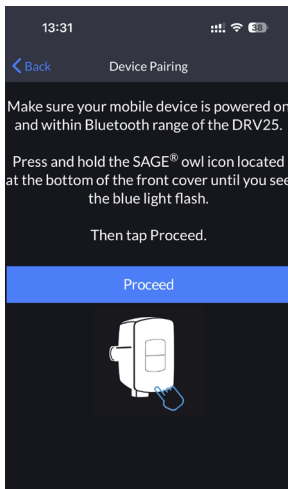 13:31
38
Back
Device Pairing
Make sure your mobile device is powered on
and within Bluetooth range of the DRV25.
Press and hold the SAGE® owl icon located
at the bottom of the front cover until you see
the blue light flash.
Then tap Proceed.
Proceed